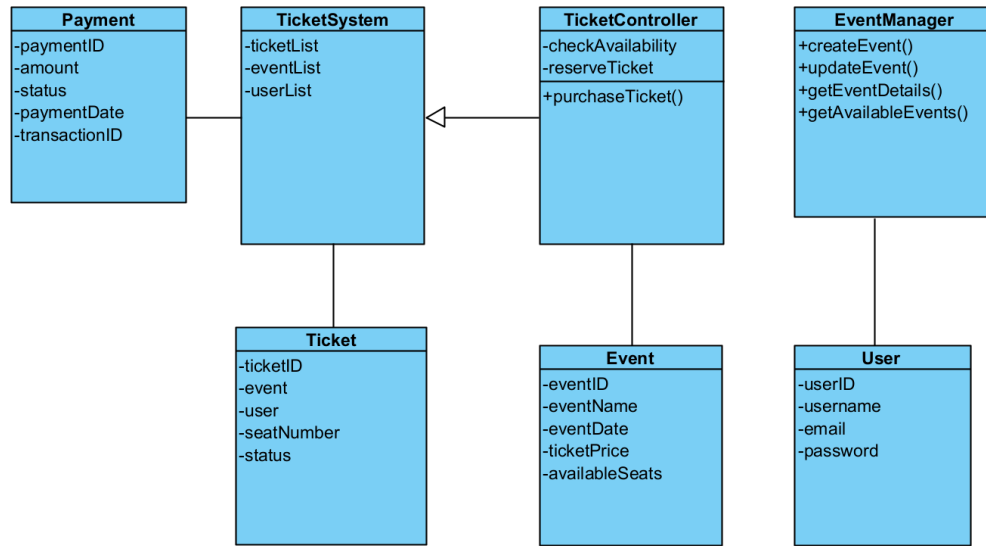 Payment
-paymentID
-amount
-status
-paymentDate
-transactionID
TicketSystem
-ticketList
-eventList
-userList
TicketController
-checkAvailability
-reserveTicket
+purchaseTicket()
EventManager
+createEvent()
+updateEvent()
+getEventDetails()
+getAvailableEvents()
Ticket
-ticketID
-event
-user
-seatNumber
-status
Event
-eventID
-eventName
-eventDate
-ticketPrice
-availableSeats
User
-userID
-username
-email
-password